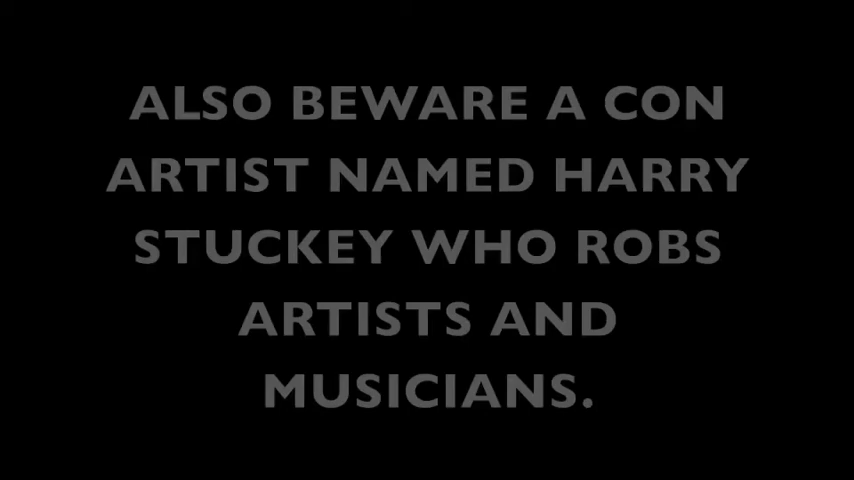 ALSO BEWARE A CON
ARTIST NAMED HARRY
STUCKEY WHO ROBS
ARTISTS AND
MUSICIANS.